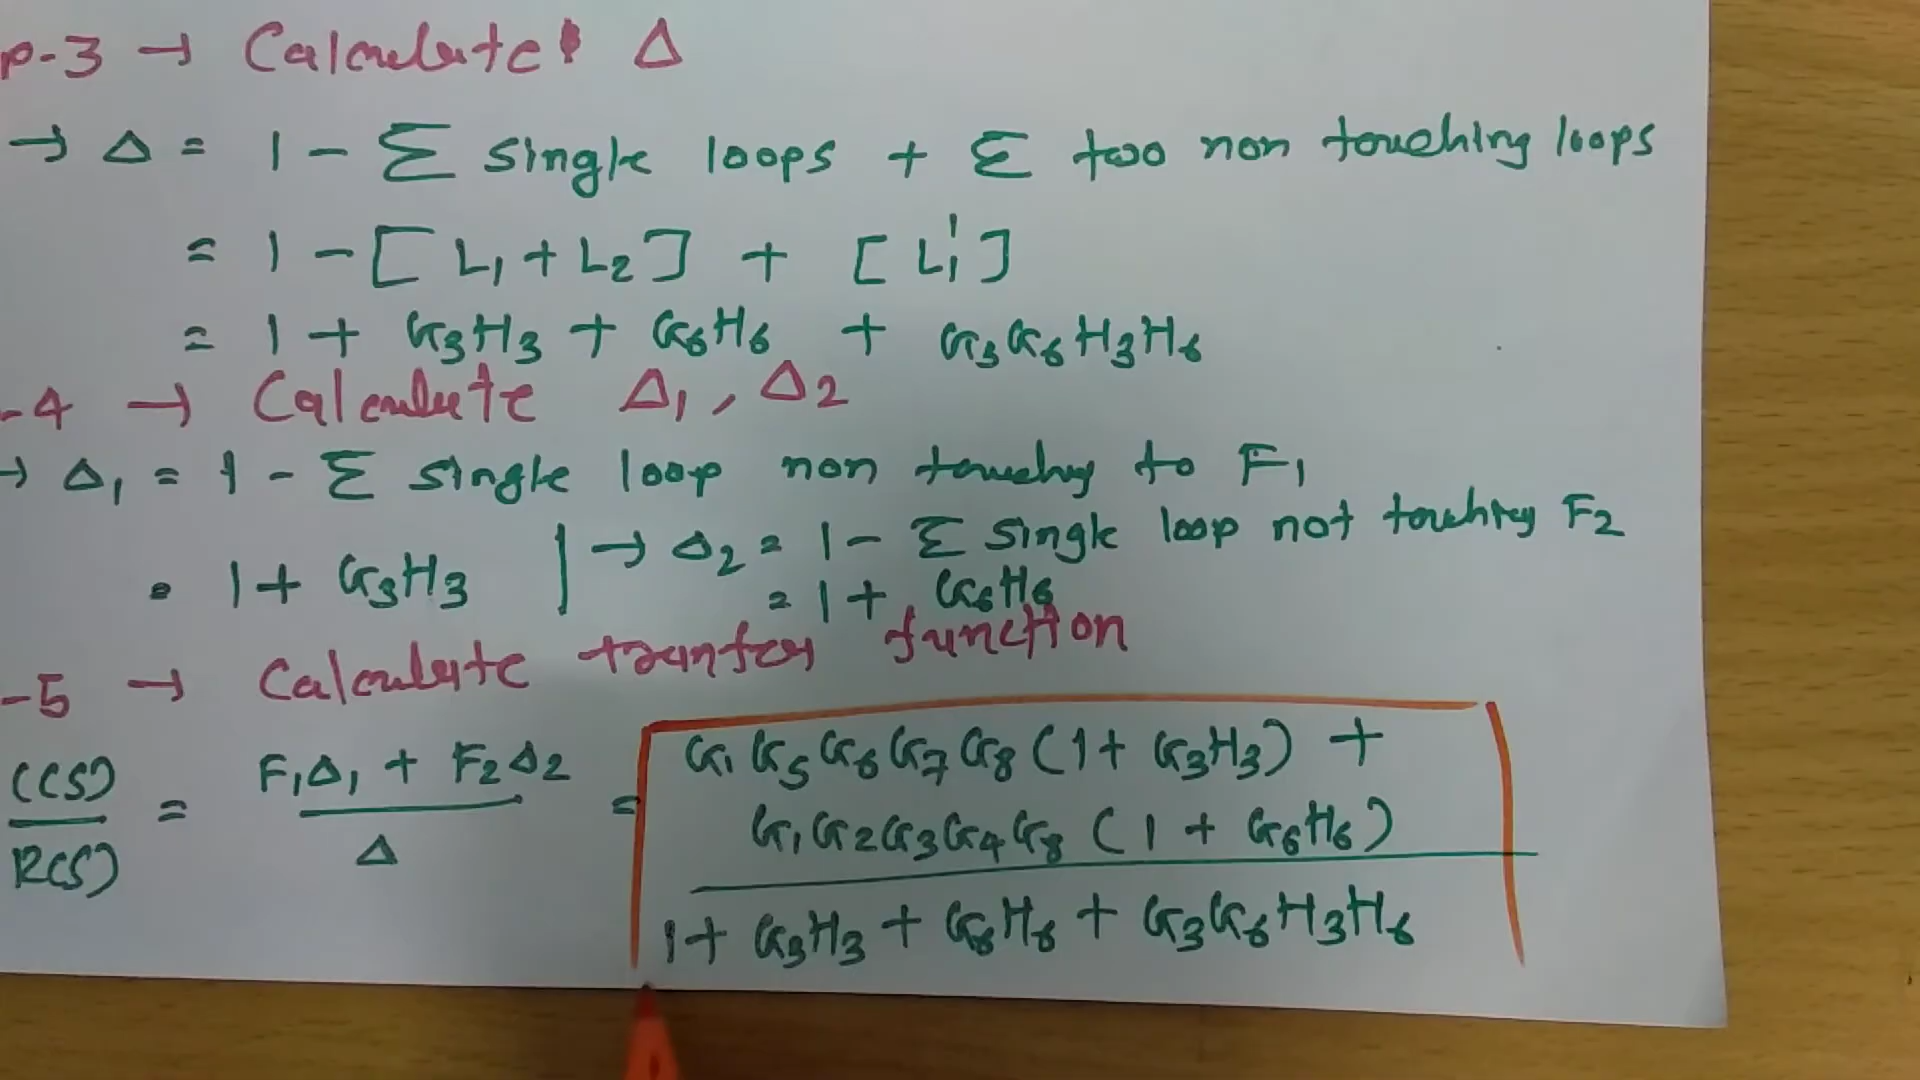 p-3 → Calculate Δ
→ Δ = 1 - Σ single loops + Σ two non touching loops
= 1 - [L₁ + L₂] + [L₁']
= 1 + G₃H₃ + G₆H₆ + G₃G₆H₃H₆
-4 → Calculate Δ₁, Δ₂
→ Δ₁ = 1 - Σ single loop non touching to F₁
= 1 + G₃H₃ | → Δ₂ = 1 - Σ single loop not touching F₂
= 1 + G₆H₆
-5 → Calculate tranfer function
C(S)/R(S) = (F₁Δ₁ + F₂Δ₂)/Δ =
G₁G₅G₆G₇G₈(1 + G₃H₃) +
G₁G₂G₃G₄G₈(1 + G₆H₆)
1 + G₃H₃ + G₆H₆ + G₃G₆H₃H₆